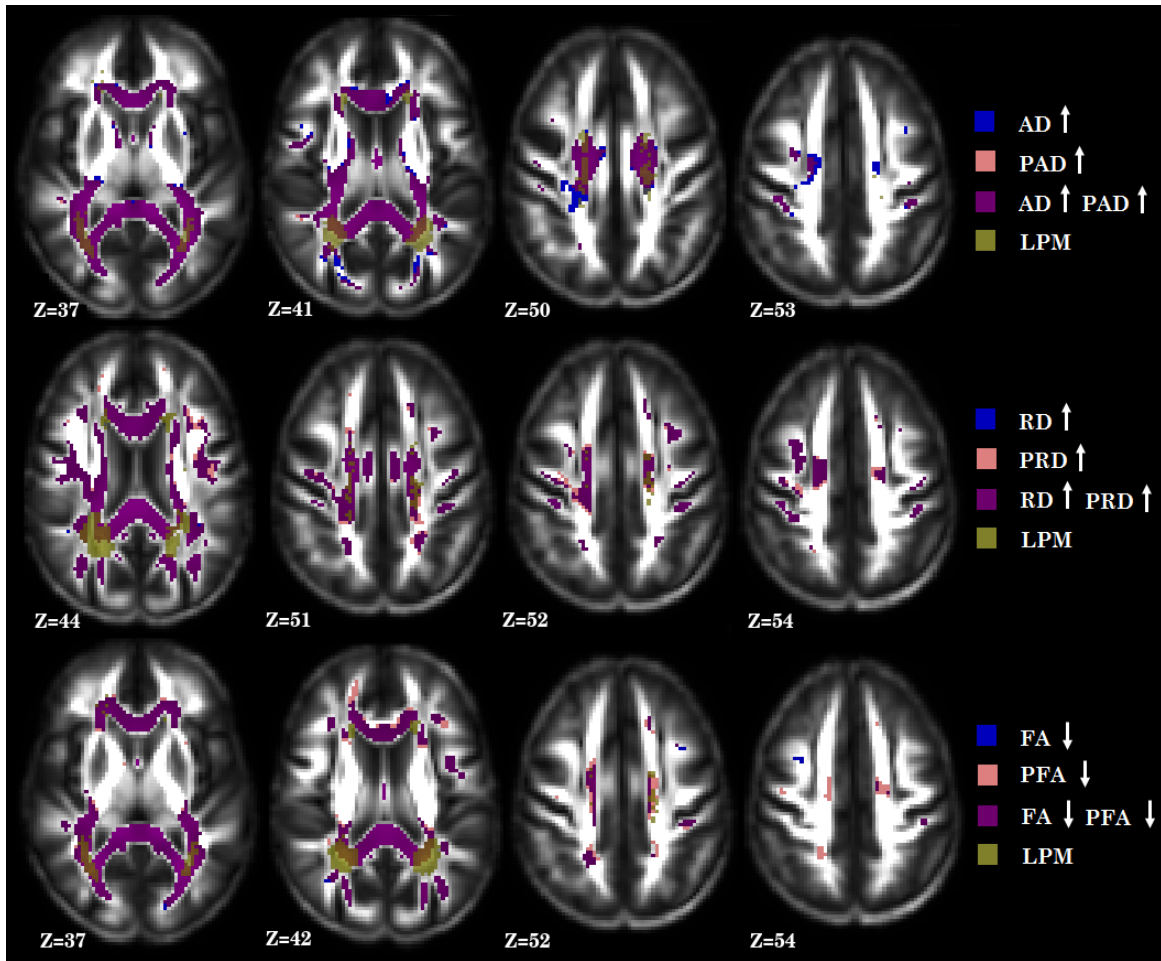 AD ↑
PAD ↑
AD ↑ PAD ↑
LPM
Z=37 Z=41 Z=50 Z=53
RD ↑
PRD ↑
RD ↑ PRD ↑
LPM
Z=44 Z=51 Z=52 Z=54
FA ↓
PFA ↓
FA ↓ PFA ↓
LPM
Z=37 Z=42 Z=52 Z=54